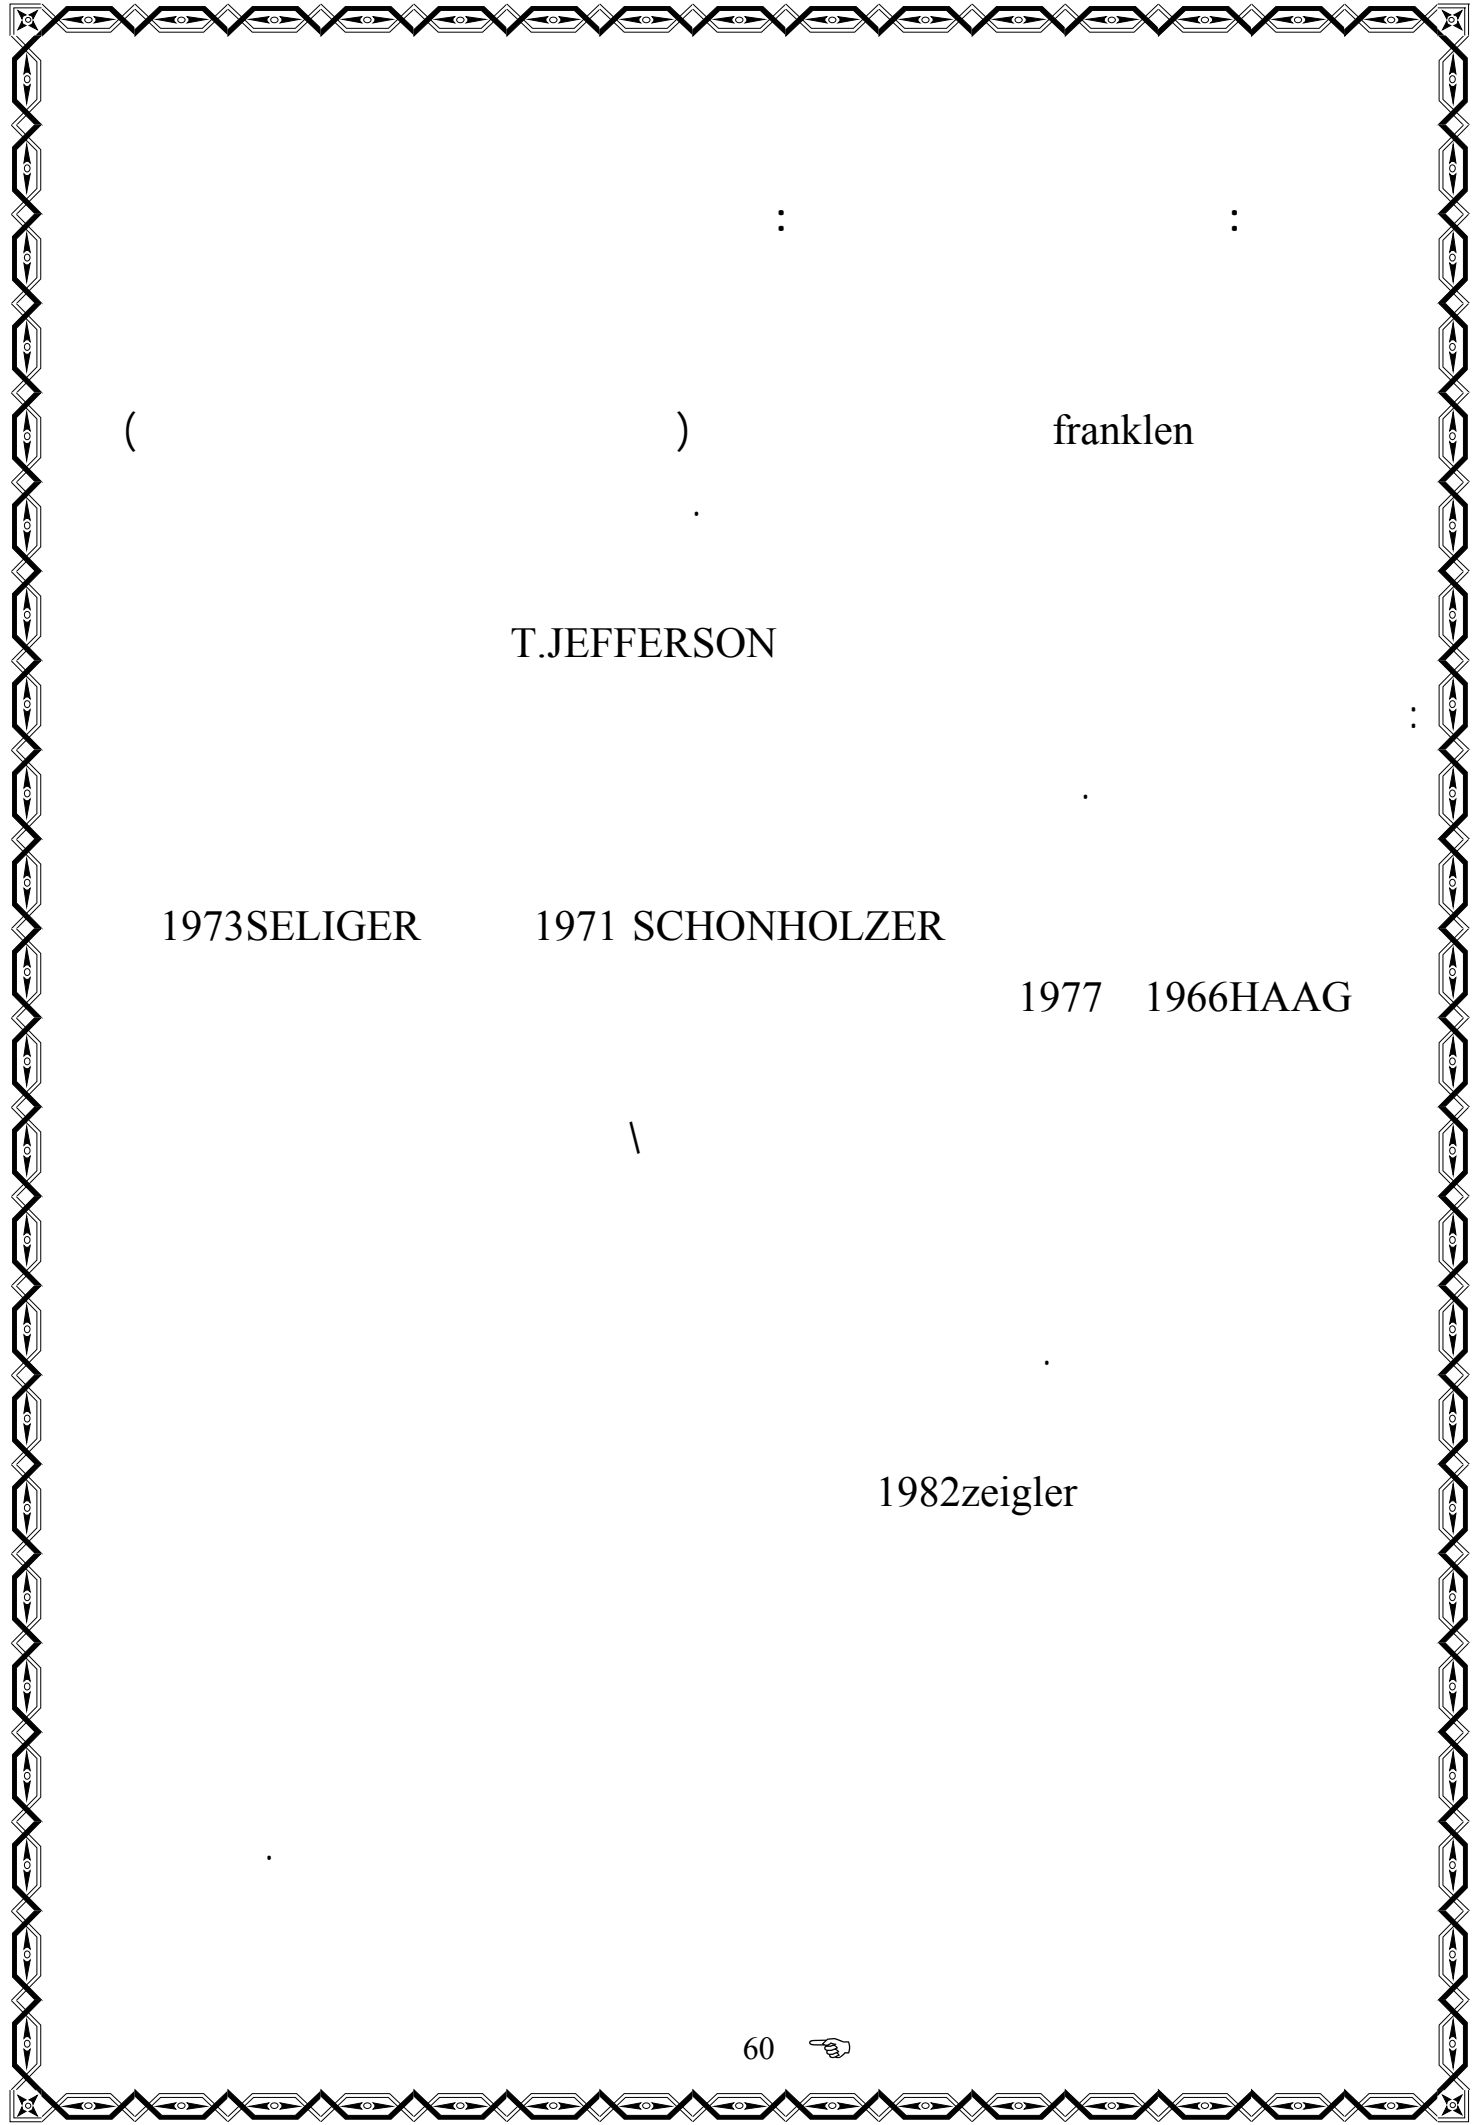 : :
franklen ( )
.
T.JEFFERSON
:
.
1971 SCHONHOLZER 1973SELIGER
1966HAAG 1977
\
.
1982zeigler
.
60